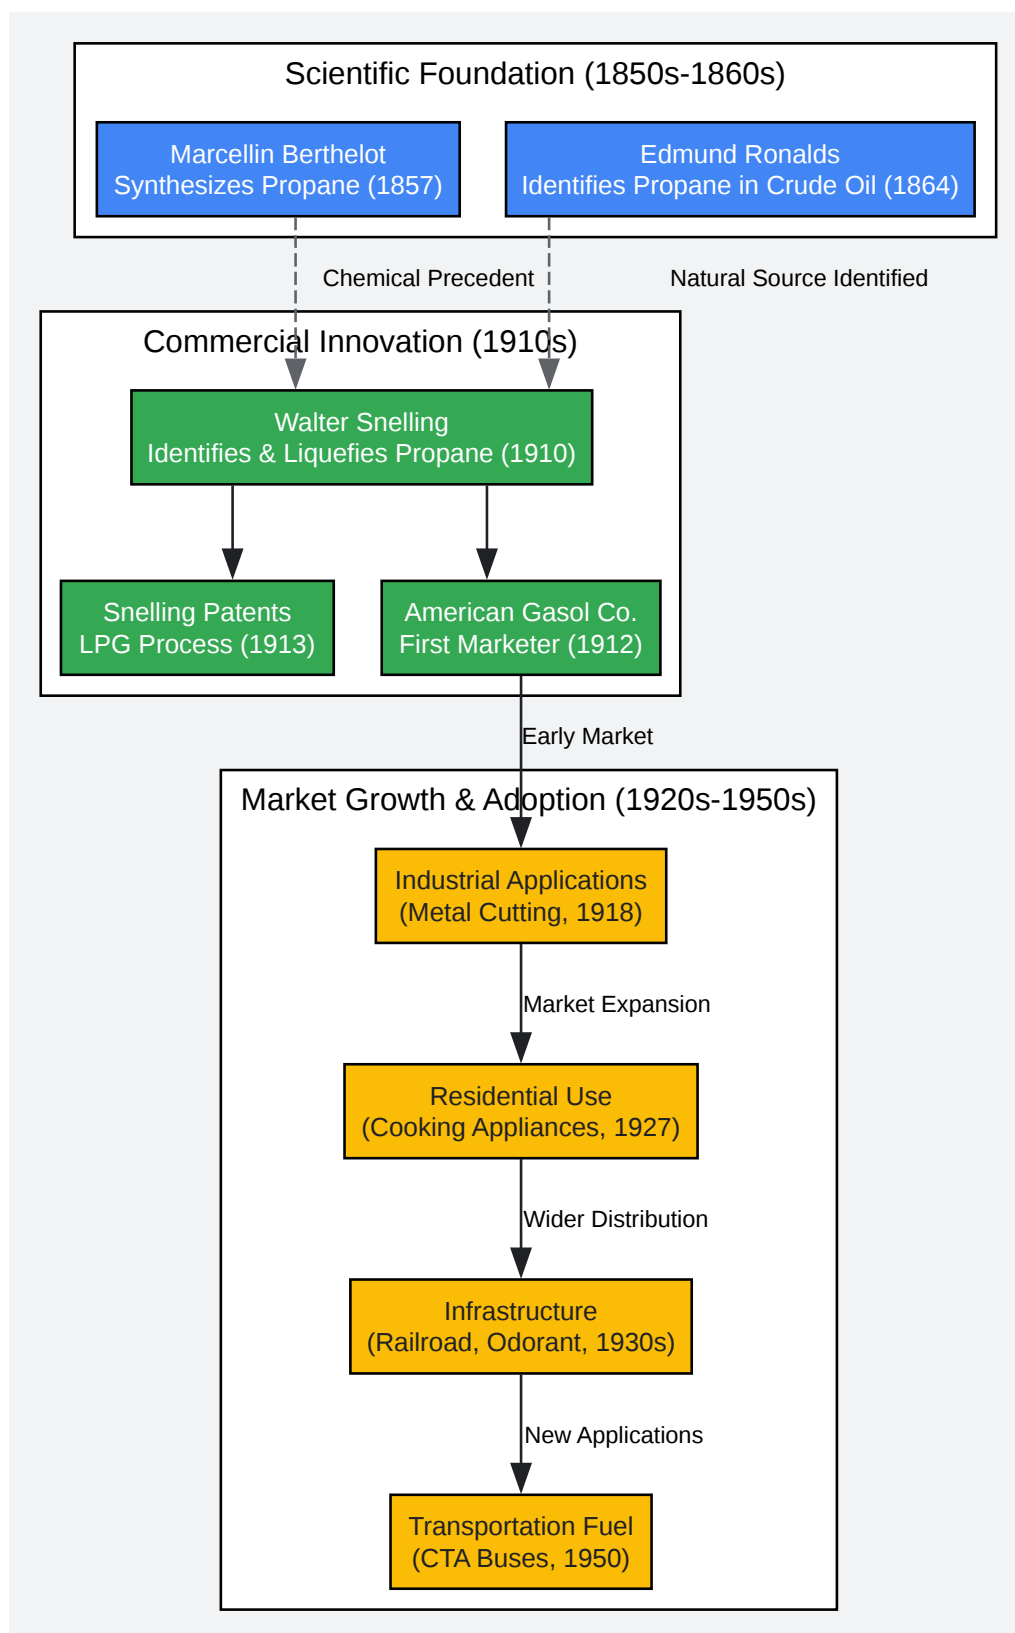 Scientific Foundation (1850s-1860s)
Marcellin Berthelot
Synthesizes Propane (1857)
Edmund Ronalds
Identifies Propane in Crude Oil (1864)
Chemical Precedent
Natural Source Identified
Commercial Innovation (1910s)
Walter Snelling
Identifies & Liquefies Propane (1910)
Snelling Patents
LPG Process (1913)
American Gasol Co.
First Marketer (1912)
Early Market
Market Growth & Adoption (1920s-1950s)
Industrial Applications
(Metal Cutting, 1918)
Market Expansion
Residential Use
(Cooking Appliances, 1927)
Wider Distribution
Infrastructure
(Railroad, Odorant, 1930s)
New Applications
Transportation Fuel
(CTA Buses, 1950)